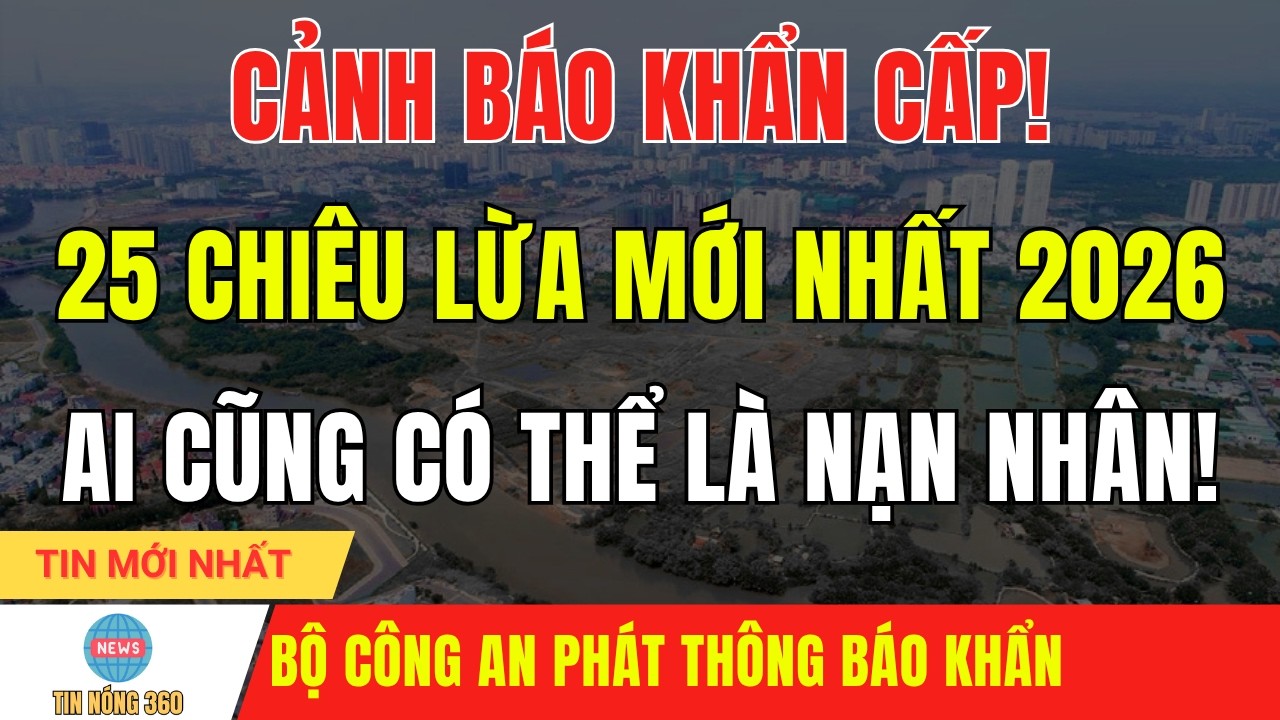 CẢNH BÁO KHẨN CẤP!
25 CHIÊU LỪA MỚI NHẤT 2026
AI CŨNG CÓ THỂ LÀ NẠN NHÂN!
TIN MỚI NHẤT
NEWS
TIN NÓNG 360
BỘ CÔNG AN PHÁT THÔNG BÁO KHẨN